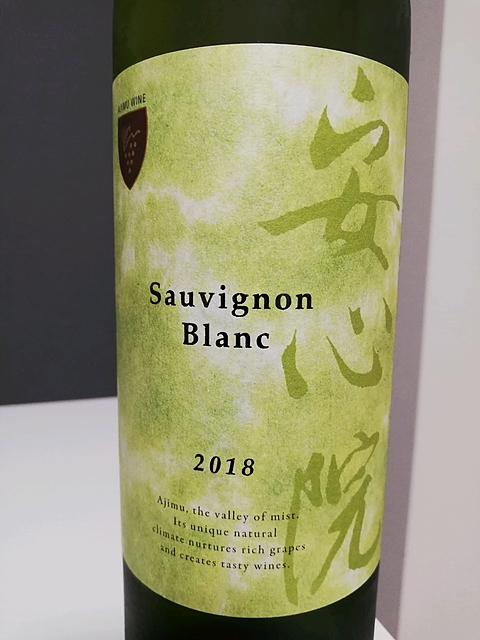 AJIMU WINE
安心院
Sauvignon
Blanc
2018
Ajimu, the valley of mist.
Its unique natural
climate nurtures rich grapes
and creates tasty wines.